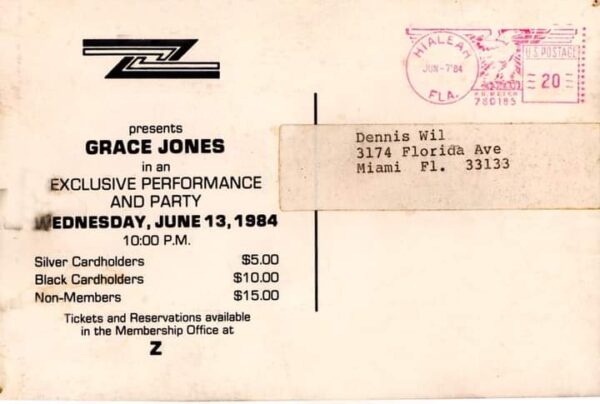 presents
GRACE JONES
in an
EXCLUSIVE PERFORMANCE
AND PARTY
WEDNESDAY, JUNE 13, 1984
10:00 P.M.
Silver Cardholders $5.00
Black Cardholders $10.00
Non-Members $15.00
Tickets and Reservations available
in the Membership Office at
Z
HIALEAH
JUN-7'84
FLA.
U.S. POSTAGE
20
780185
Dennis Wil
3174 Florida Ave
Miami Fl. 33133